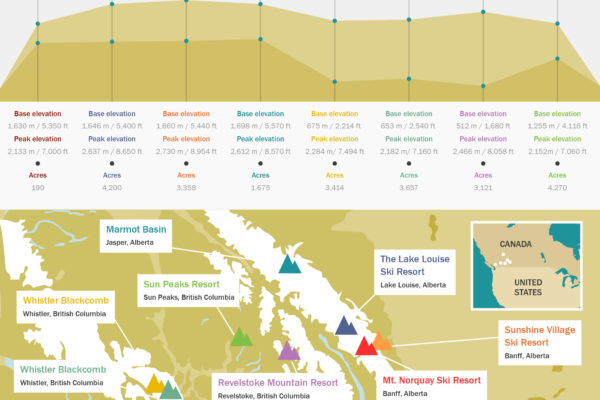 Base elevation Base elevation Base elevation Base elevation Base elevation Base elevation Base elevation Base elevation
1,630 m / 5,350 ft 1,646 m / 5,400 ft 1,660 m / 5,440 ft 1,698 m / 5,570 ft 675 m / 2,214 ft 653 m / 2,540 ft 512 m / 1,680 ft 1,255 m / 4,116 ft
Peak elevation Peak elevation Peak elevation Peak elevation Peak elevation Peak elevation Peak elevation Peak elevation
2,133 m/ 7,000 ft 2,637 m/ 8,650 ft 2,730 m/ 8,954 ft 2,612 m/ 8,570 ft 2,284 m/ 7,494 ft 2,182 m/ 7,160 ft 2,466 m/ 8,058 ft 2,152m/ 7,060 ft
Acres Acres Acres Acres Acres Acres Acres Acres
190 4,200 3,358 1,675 3,414 3,657 3,121 4,270
Marmot Basin
Jasper, Alberta
CANADA
UNITED
STATES
The Lake Louise
Ski Resort
Lake Louise, Alberta
Sun Peaks Resort
Sun Peaks, British Columbia
Whistler Blackcomb
Whistler, British Columbia
Sunshine Village
Ski Resort
Banff, Alberta
Whistler Blackcomb
Whistler, British Columbia
Revelstoke Mountain Resort
Revelstoke, British Columbia
Mt. Norquay Ski Resort
Banff, Alberta